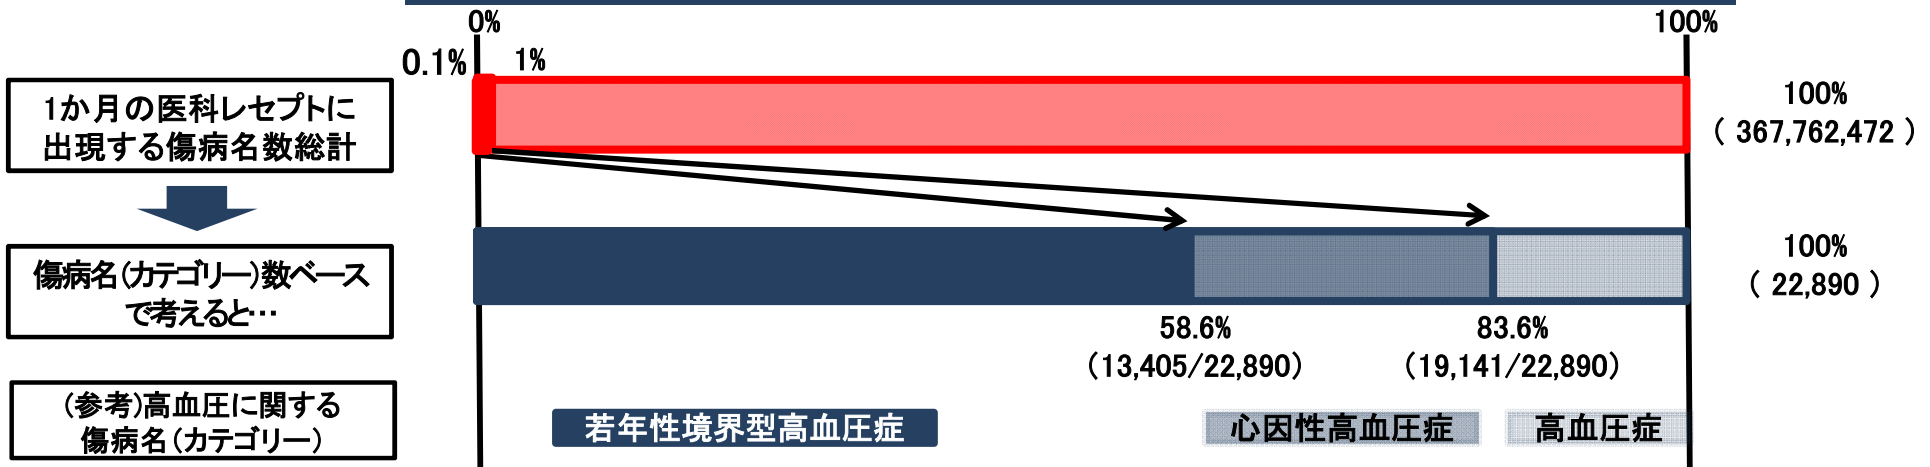 0%
100%
0.1%
1%
1か月の医科レセプトに
出現する傷病名数総計
100%
( 367,762,472 )
傷病名(カテゴリー)数ベース
で考えると…
100%
( 22,890 )
58.6%
(13,405/22,890)
83.6%
(19,141/22,890)
(参考)高血圧に関する
傷病名(カテゴリー)
若年性境界型高血圧症
心因性高血圧症
高血圧症